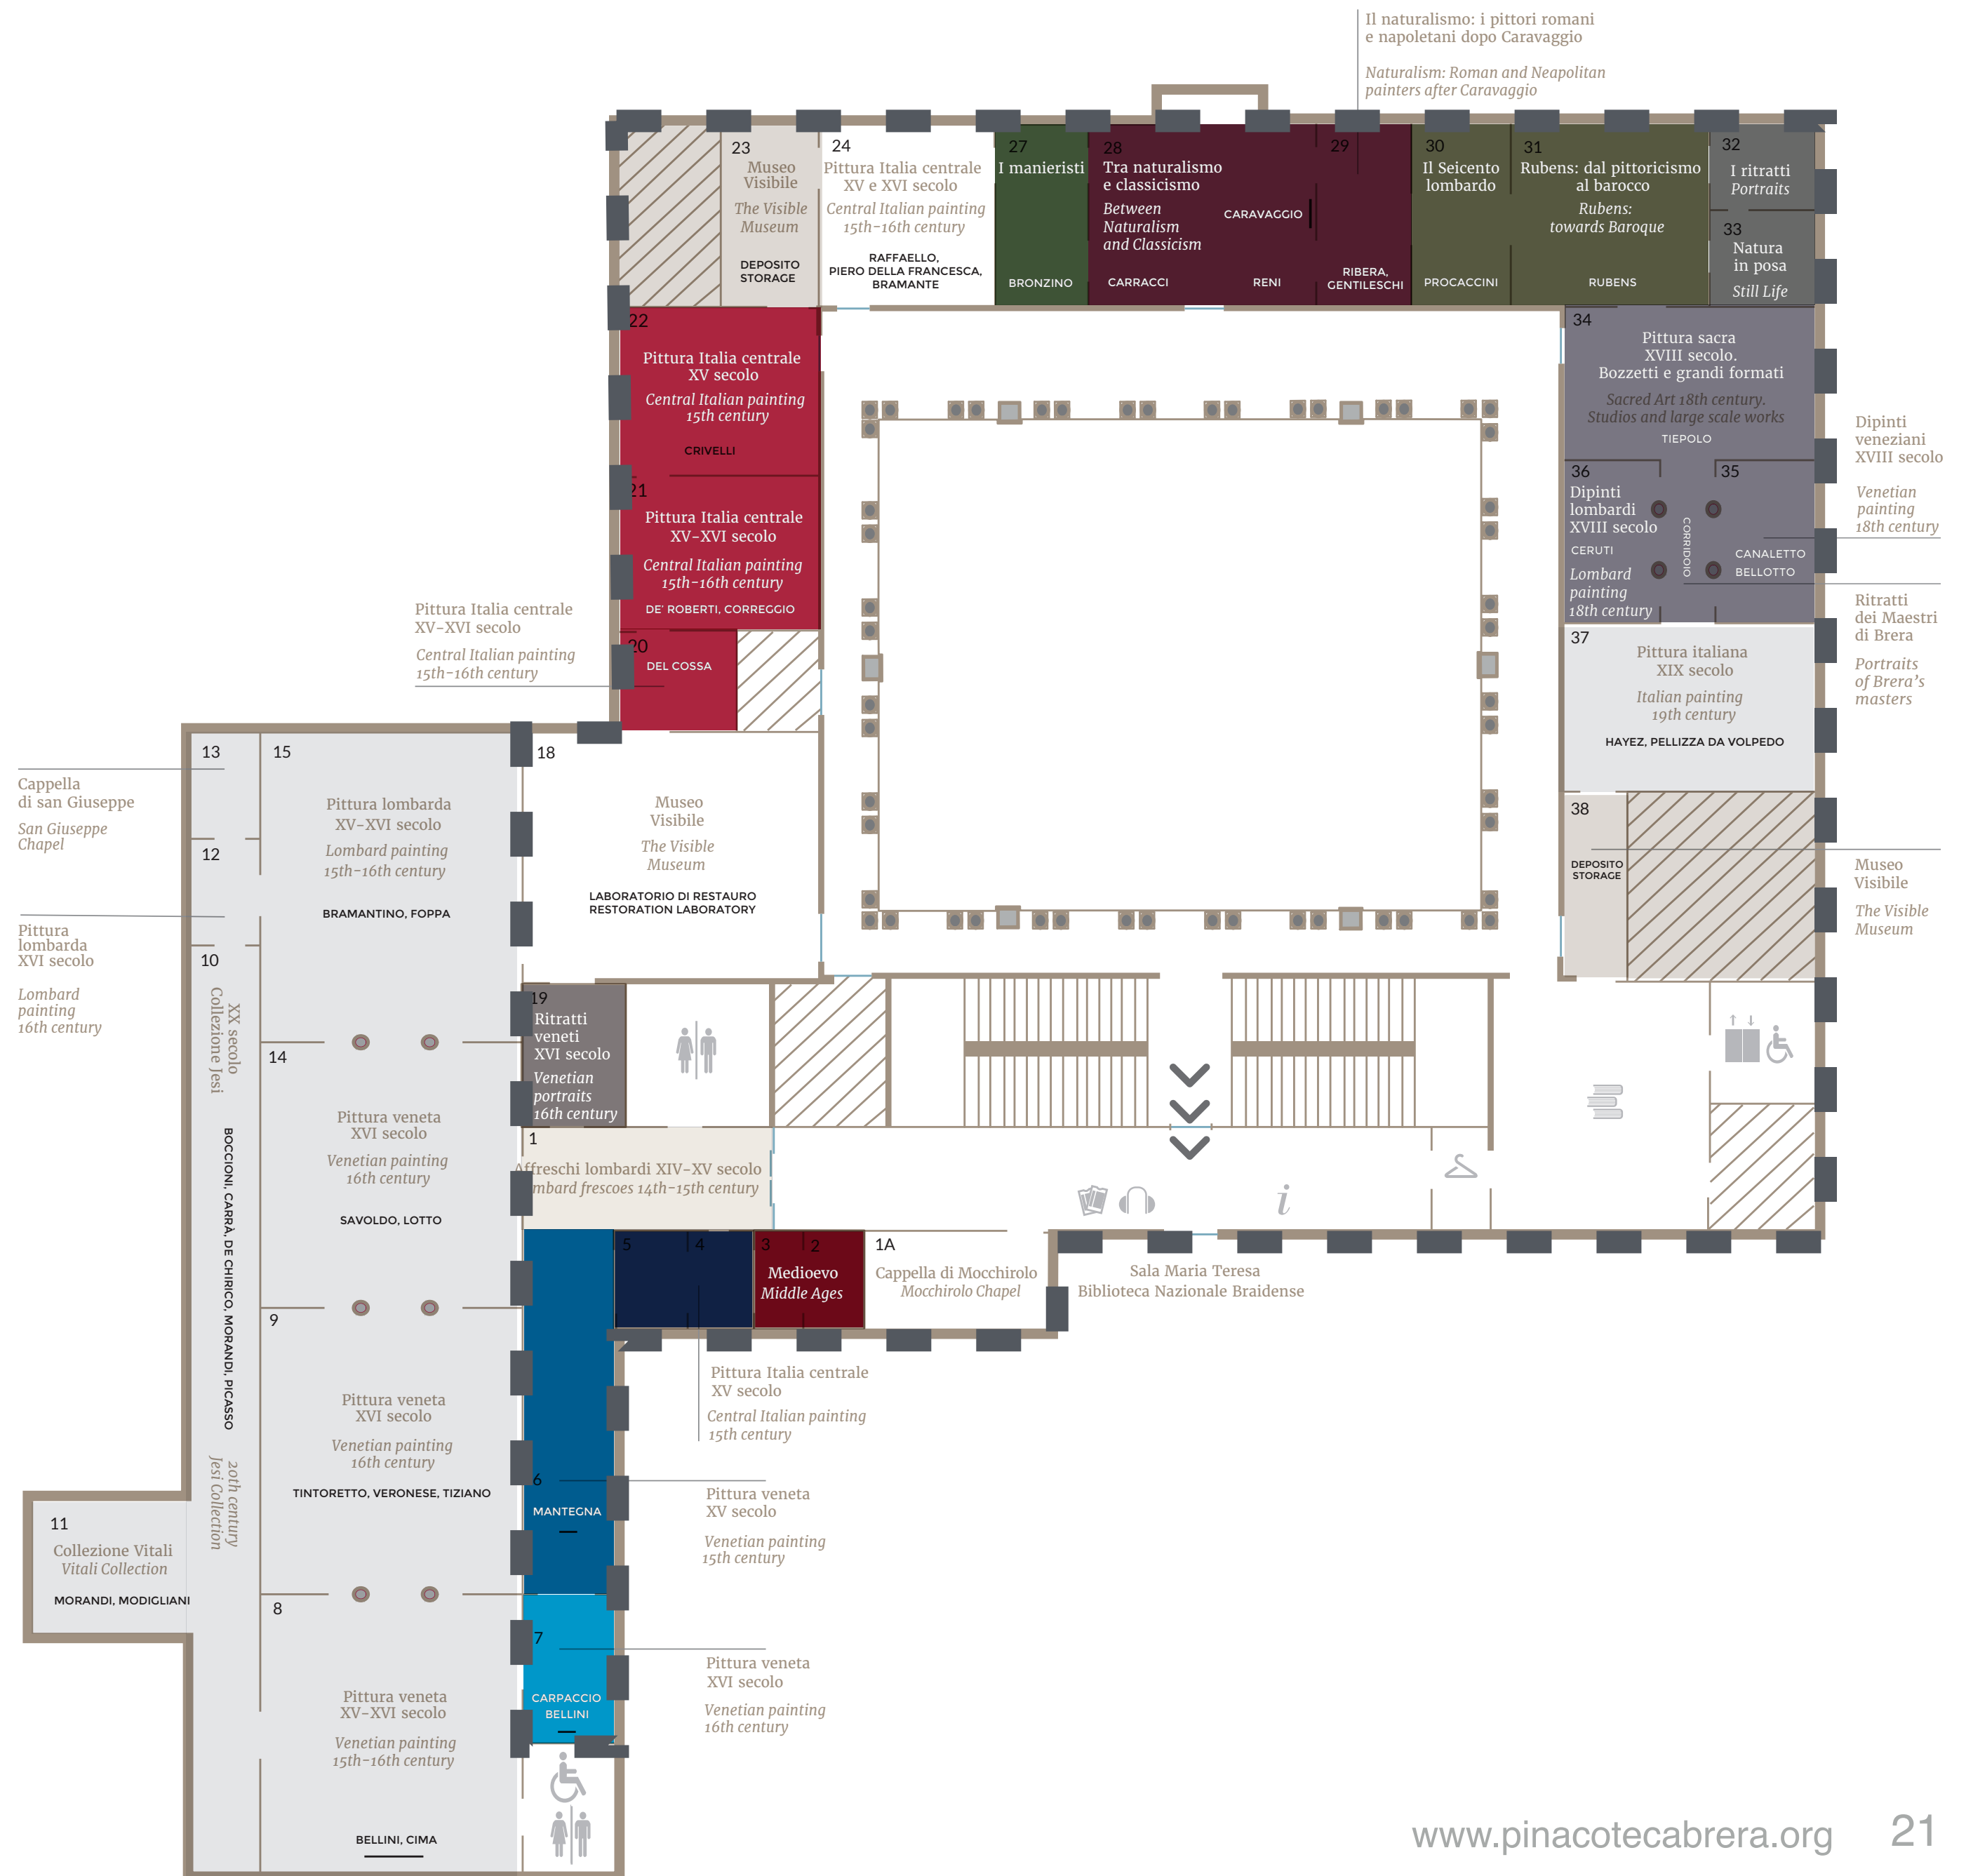 Il naturalismo: i pittori romani
e napoletani dopo Caravaggio
Naturalism: Roman and Neapolitan
painters after Caravaggio
23
Museo
Visibile
The Visible
Museum
DEPOSITO
STORAGE
24
Pittura Italia centrale
XV e XVI secolo
Central Italian painting
15th-16th century
RAFFAELLO,
PIERO DELLA FRANCESCA,
BRAMANTE
27
I manieristi
BRONZINO
28
Tra naturalismo
e classicismo
Between
Naturalism
and Classicism
CARAVAGGIO
CARRACCI
RENI
29
RIBERA,
GENTILESCHI
30
Il Seicento
lombardo
PROCACCINI
31
Rubens: dal pittoricismo
al barocco
Rubens:
towards Baroque
RUBENS
32
I ritratti
Portraits
33
Natura
in posa
Still Life
22
Pittura Italia centrale
XV secolo
Central Italian painting
15th century
CRIVELLI
21
Pittura Italia centrale
XV-XVI secolo
Central Italian painting
15th-16th century
DE' ROBERTI, CORREGGIO
20
DEL COSSA
Pittura Italia centrale
XV-XVI secolo
Central Italian painting
15th-16th century
34
Pittura sacra
XVIII secolo.
Bozzetti e grandi formati
Sacred Art 18th century.
Studios and large scale works
TIEPOLO
36
Dipinti
lombardi
XVIII secolo
CERUTI
Lombard
painting
18th century
CORRIDOIO
35
CANALETTO
BELLOTTO
Dipinti
veneziani
XVIII secolo
Venetian
painting
18th century
Ritratti
dei Maestri
di Brera
Portraits
of Brera's
masters
37
Pittura italiana
XIX secolo
Italian painting
19th century
HAYEZ, PELLIZZA DA VOLPEDO
38
DEPOSITO
STORAGE
Museo
Visibile
The Visible
Museum
13
Cappella
di san Giuseppe
San Giuseppe
Chapel
12
Pittura
lombarda
XVI secolo
Lombard
painting
16th century
15
Pittura lombarda
XV-XVI secolo
Lombard painting
15th-16th century
BRAMANTINO, FOPPA
18
Museo
Visibile
The Visible
Museum
LABORATORIO DI RESTAURO
RESTORATION LABORATORY
10
XX secolo
Collezione Jesi
BOCCIONI, CARRÀ, DE CHIRICO, MORANDI, PICASSO
20th century
Jesi Collection
14
Pittura veneta
XVI secolo
Venetian painting
16th century
SAVOLDO, LOTTO
19
Ritratti
veneti
XVI secolo
Venetian
portraits
16th century
1
Affreschi lombardi XIV-XV secolo
mbard frescoes 14th-15th century
i
5
4
3
2
Medioevo
Middle Ages
1A
Cappella di Mocchirolo
Mocchirolo Chapel
Sala Maria Teresa
Biblioteca Nazionale Braidense
Pittura Italia centrale
XV secolo
Central Italian painting
15th century
9
Pittura veneta
XVI secolo
Venetian painting
16th century
TINTORETTO, VERONESE, TIZIANO
6
MANTEGNA
Pittura veneta
XV secolo
Venetian painting
15th century
11
Collezione Vitali
Vitali Collection
MORANDI, MODIGLIANI
8
Pittura veneta
XV-XVI secolo
Venetian painting
15th-16th century
BELLINI, CIMA
7
CARPACCIO
BELLINI
Pittura veneta
XVI secolo
Venetian painting
16th century
www.pinacotecabrera.org
21